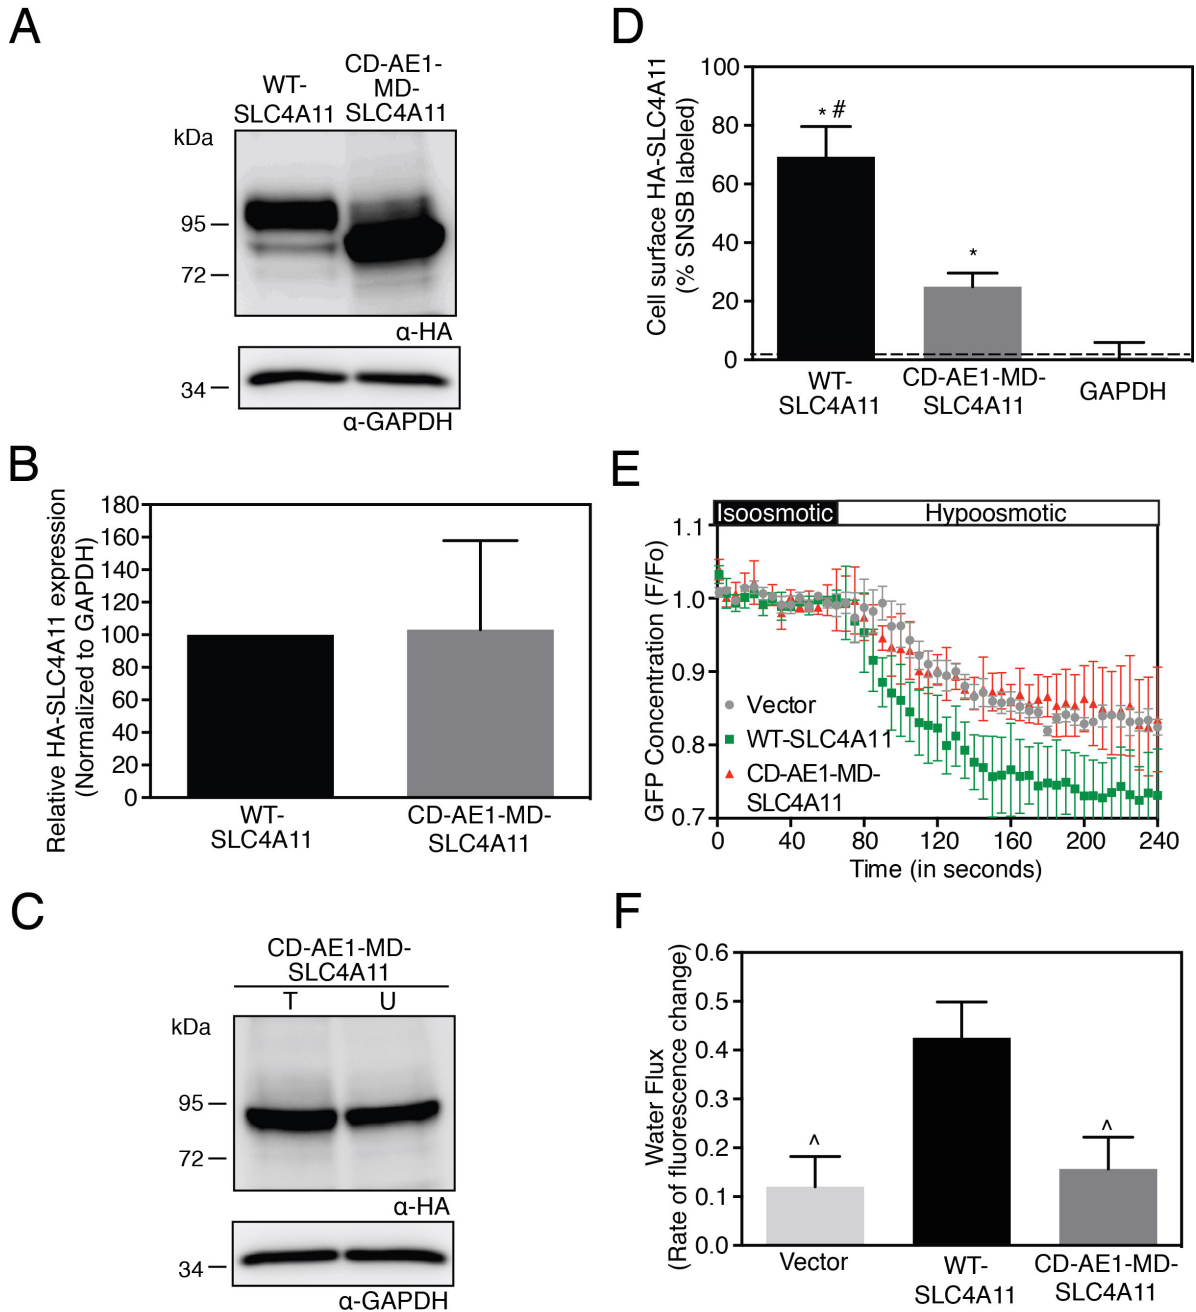 A
WT-
SLC4A11
CD-AE1-
MD-
SLC4A11
kDa
95
72
α-HA
34
α-GAPDH
B
Relative HA-SLC4A11 expression
(Normalized to GAPDH)
180
160
140
120
100
80
60
40
20
0
WT-
SLC4A11
CD-AE1-MD-
SLC4A11
C
CD-AE1-MD-
SLC4A11
T U
kDa
95
72
α-HA
34
α-GAPDH
D
Cell surface HA-SLC4A11
(% SNSB labeled)
100
80
60
40
20
0
* #
*
WT-
SLC4A11
CD-AE1-MD-
SLC4A11
GAPDH
E
Isoosmotic Hypoosmotic
GFP Concentration (F/Fo)
1.1
1.0
0.9
0.8
0.7
Vector
WT-SLC4A11
CD-AE1-MD-
SLC4A11
0 40 80 120 160 200 240
Time (in seconds)
F
Water Flux
(Rate of fluorescence change)
0.6
0.5
0.4
0.3
0.2
0.1
0.0
^
^
Vector
WT-
SLC4A11
CD-AE1-MD-
SLC4A11